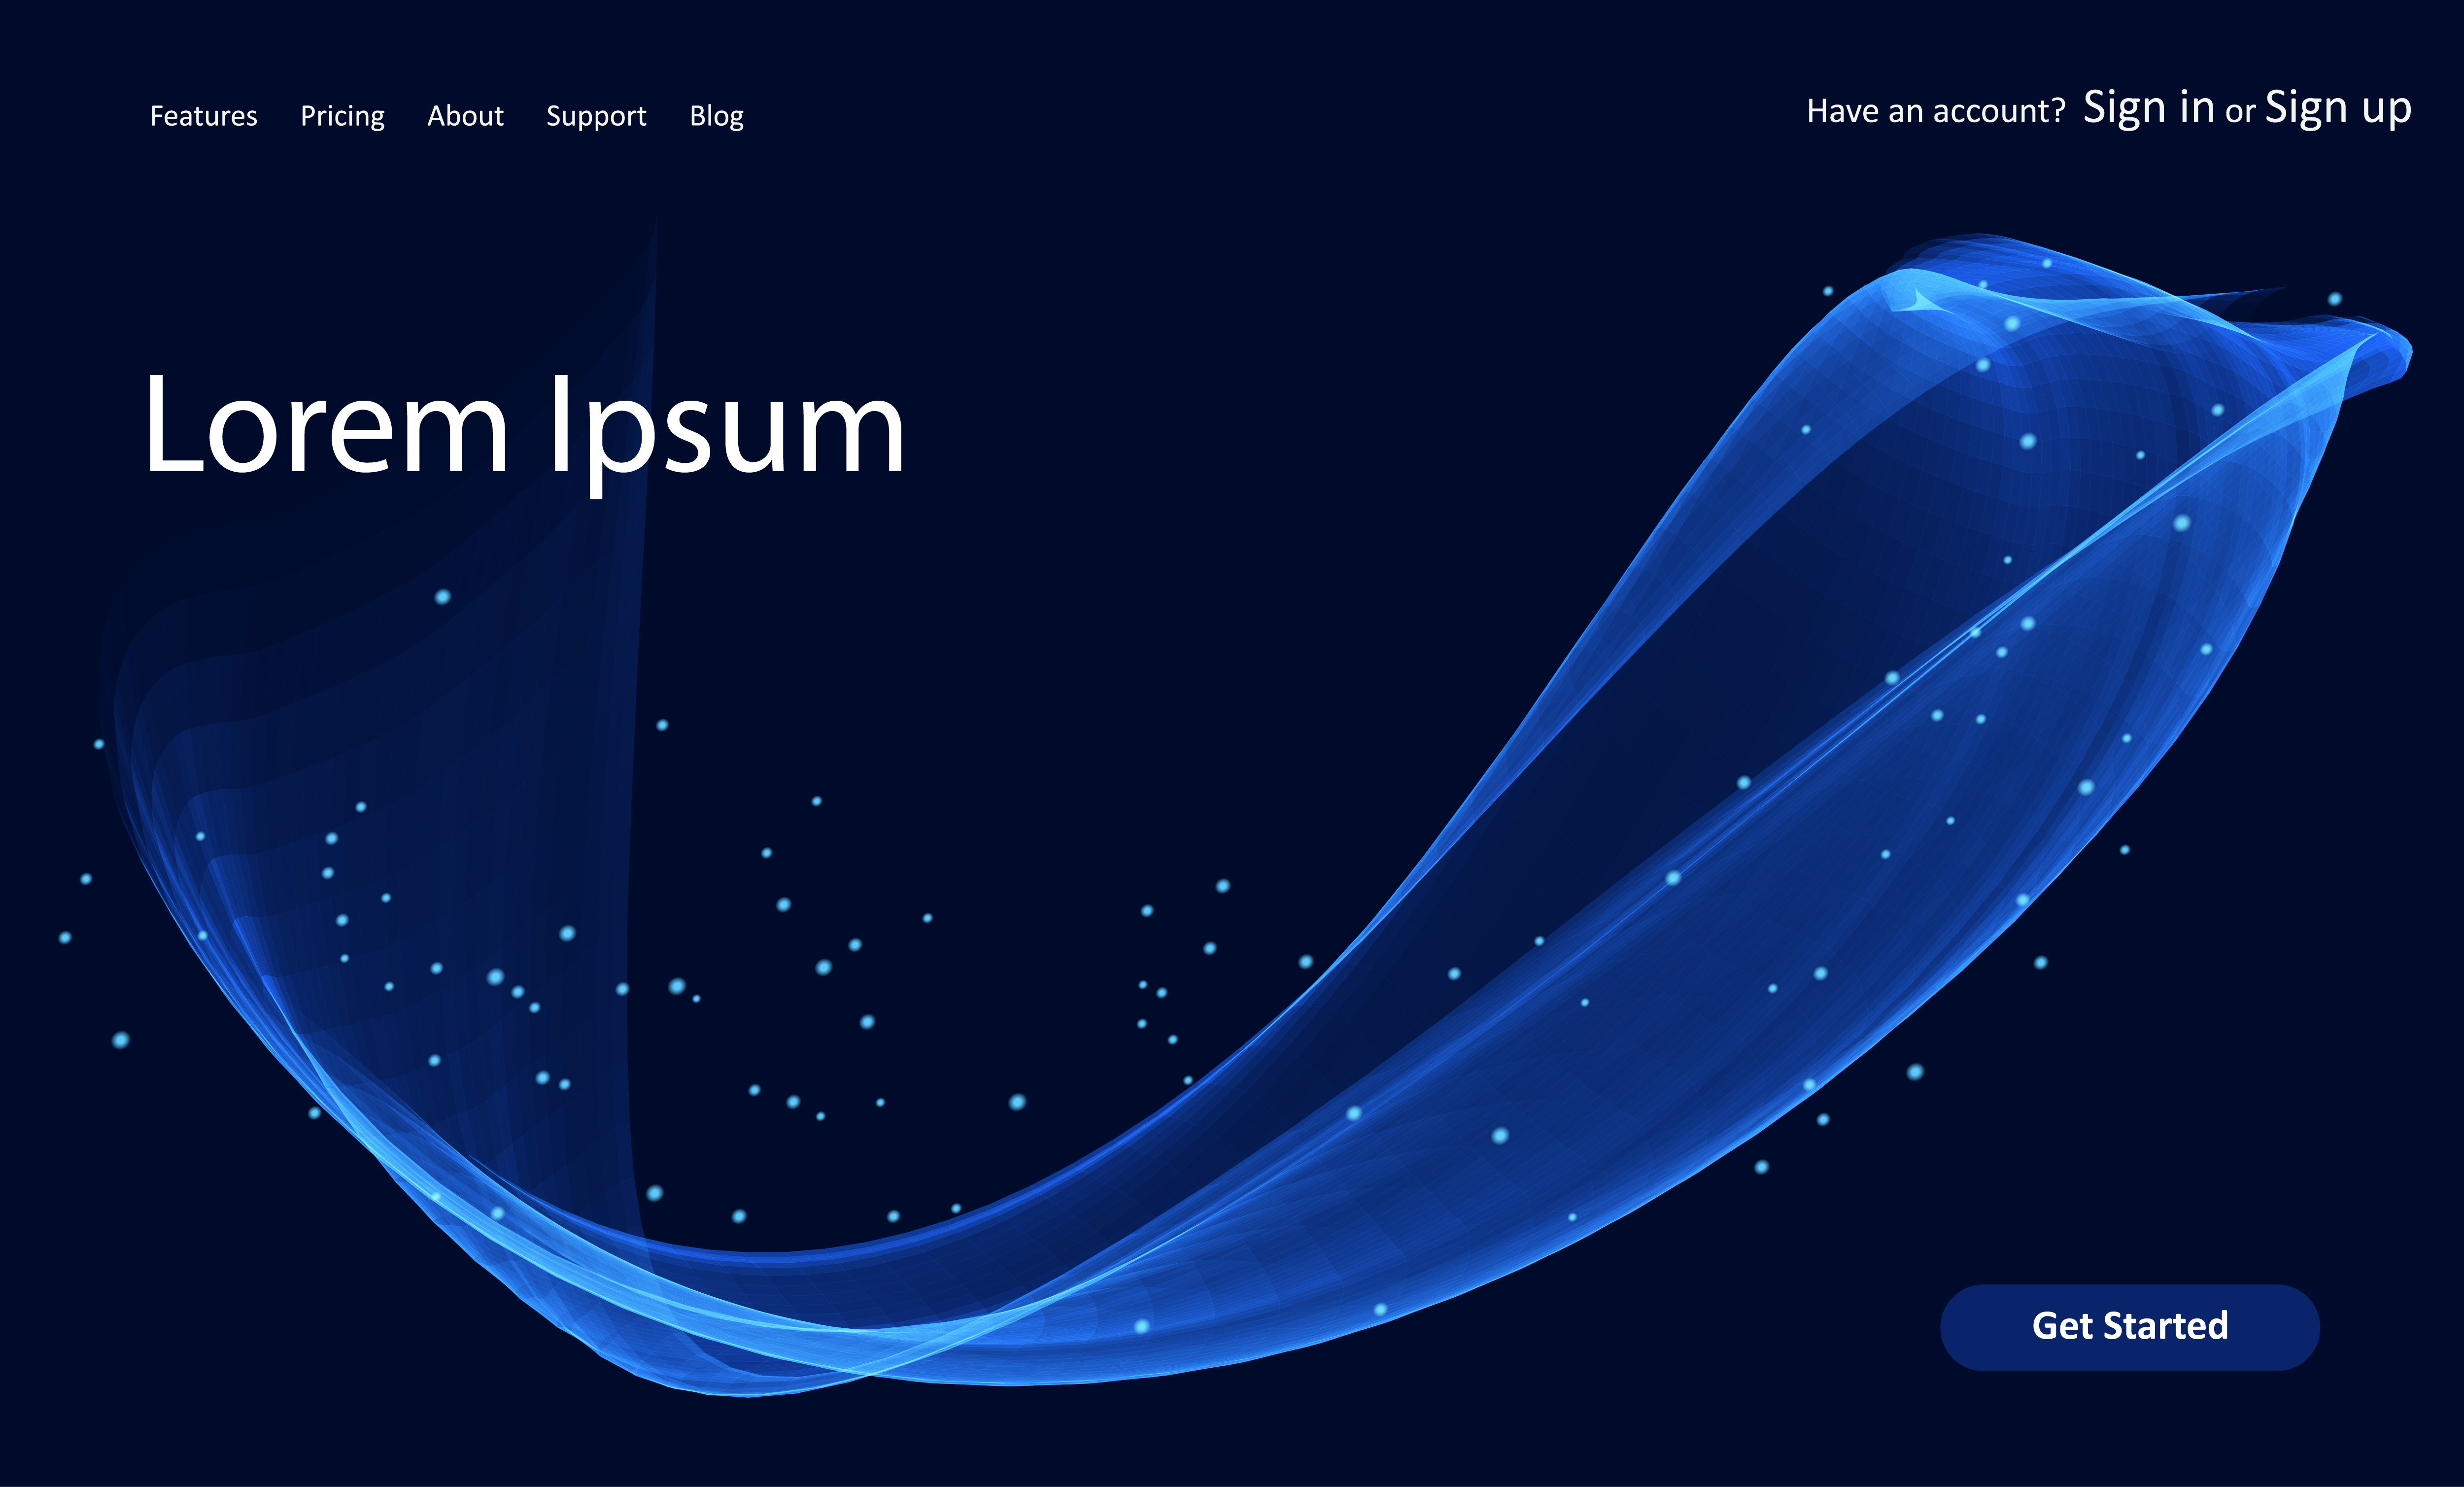 Features Pricing About Support Blog
Have an account? Sign in or Sign up
Lorem Ipsum
Get Started